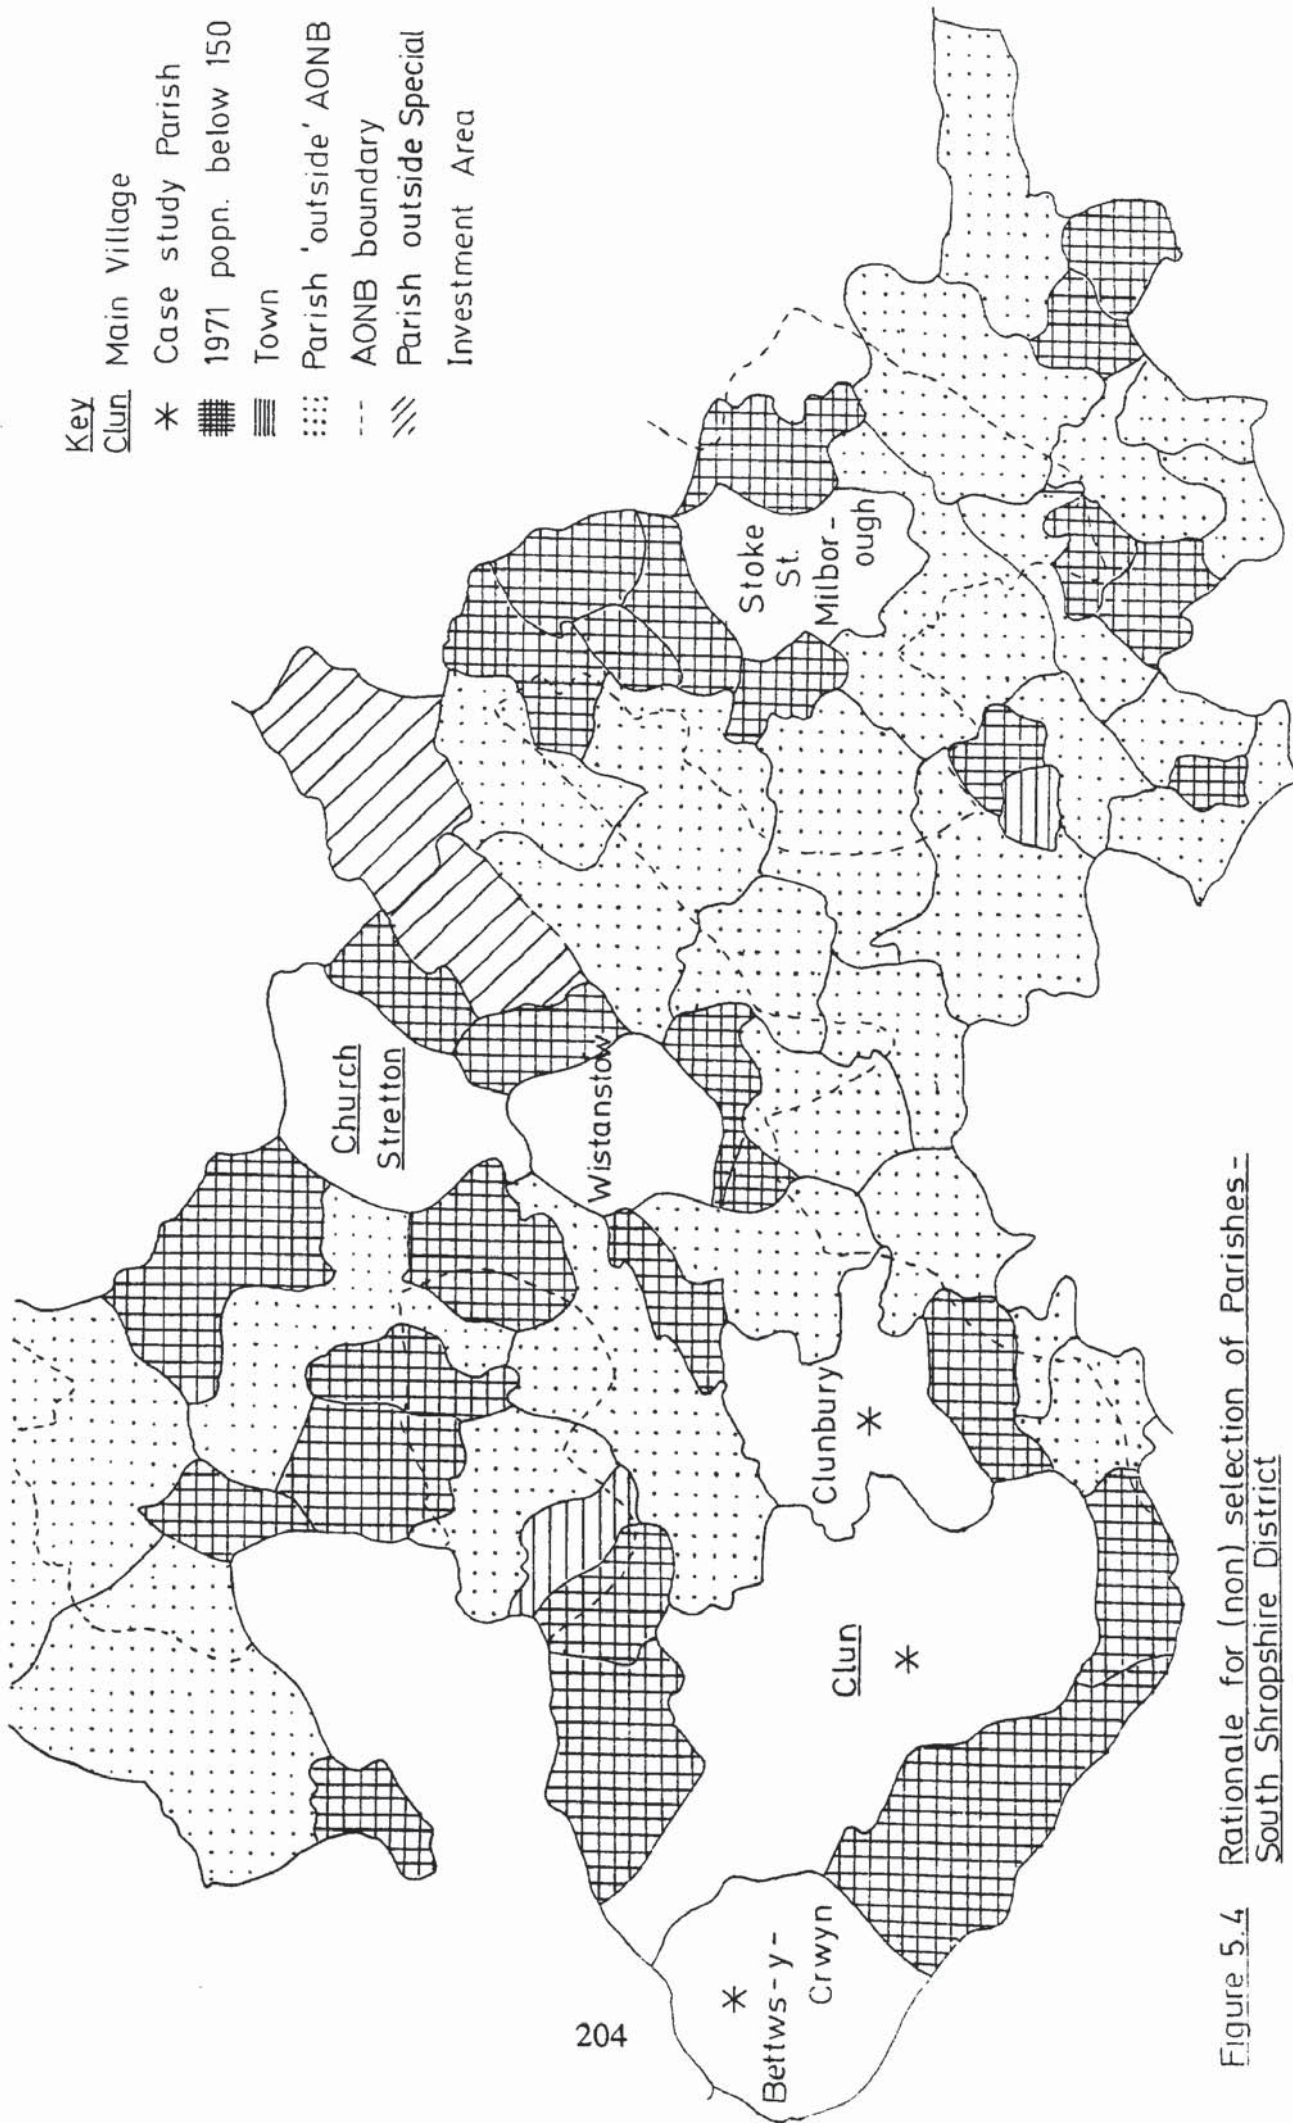 Key
Clun Main Village
Case study Parish
1971 popn. below 150
Town
Parish 'outside' AONB
AONB boundary
Parish outside Special
Investment Area
Church
Stretton
Wistanstow
Stoke
St.
Milbor-
ough
Clunbury
Clun
Bettws-y-
Crwyn
Figure 5.4 Rationale for (non) selection of Parishes-
South Shropshire District
204